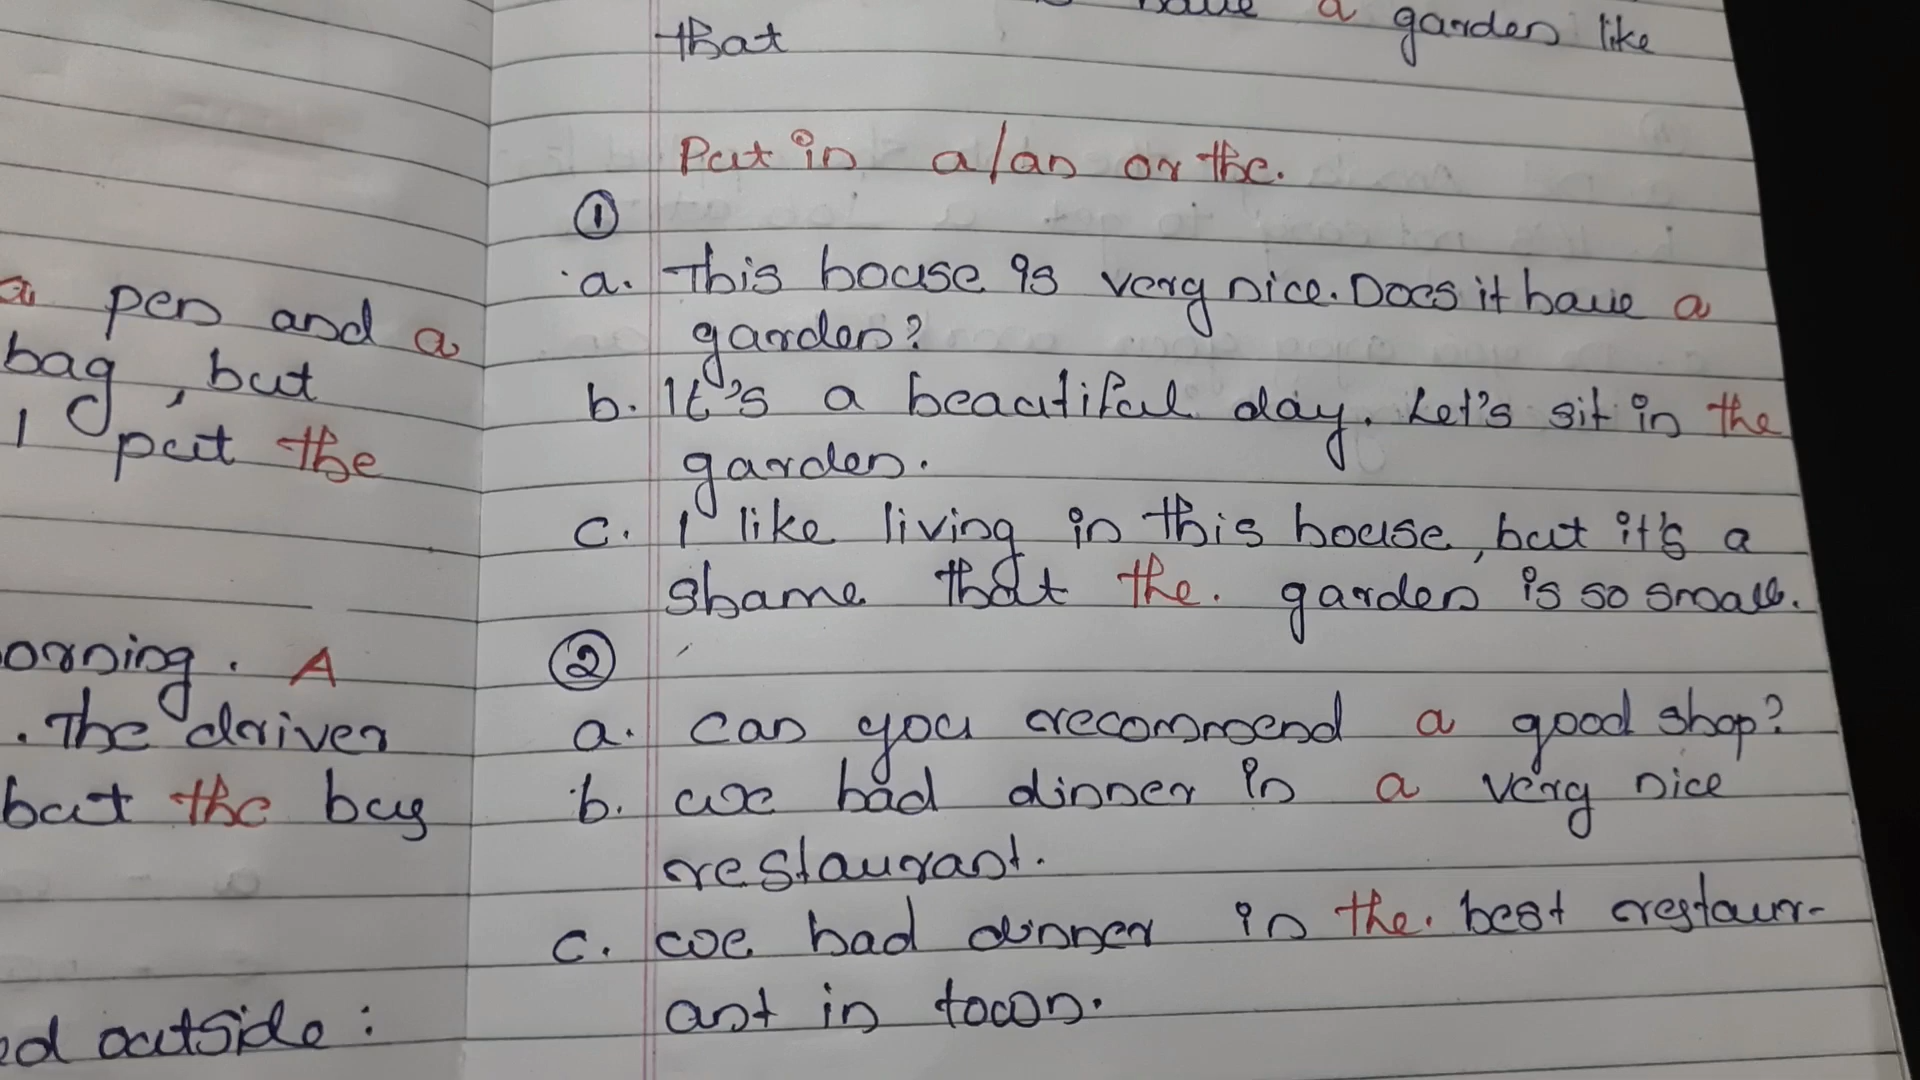 a pen and a
bag, but
I put the
orning. A
. The driver
but the bag
ed outside:
have a garden like
that
Put in a/an or the.
①
a. This house is very nice. Does it have a
garden?
b. It's a beautiful day. Let's sit in the
garden.
c. I like living in this house, but it's a
shame that the. garden is so small.
②
a. can you recommend a good shop?
b. we had dinner in a very nice
restaurant.
c. we had dinner in the. best restaur-
ant in town.